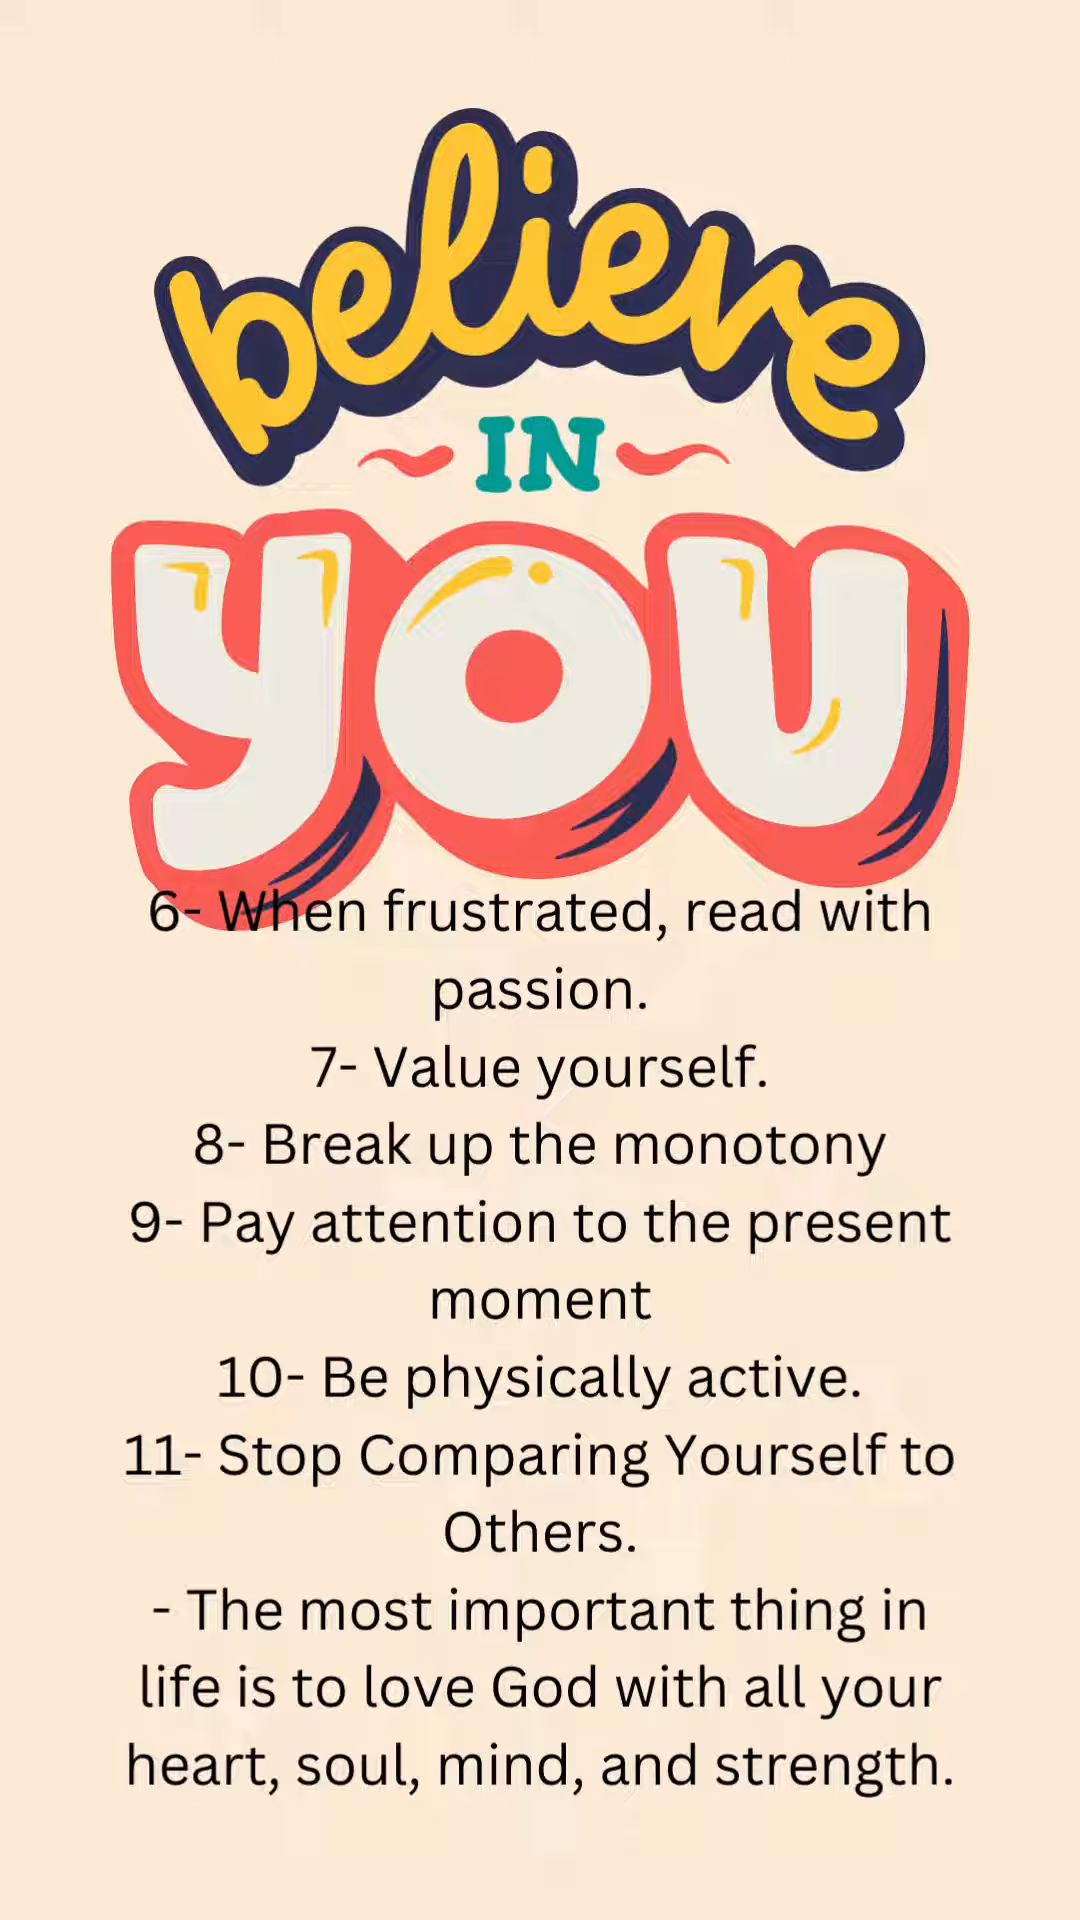 believe
IN
you
6- When frustrated, read with
passion.
7- Value yourself.
8- Break up the monotony
9- Pay attention to the present
moment
10- Be physically active.
11- Stop Comparing Yourself to
Others.
- The most important thing in
life is to love God with all your
heart, soul, mind, and strength.